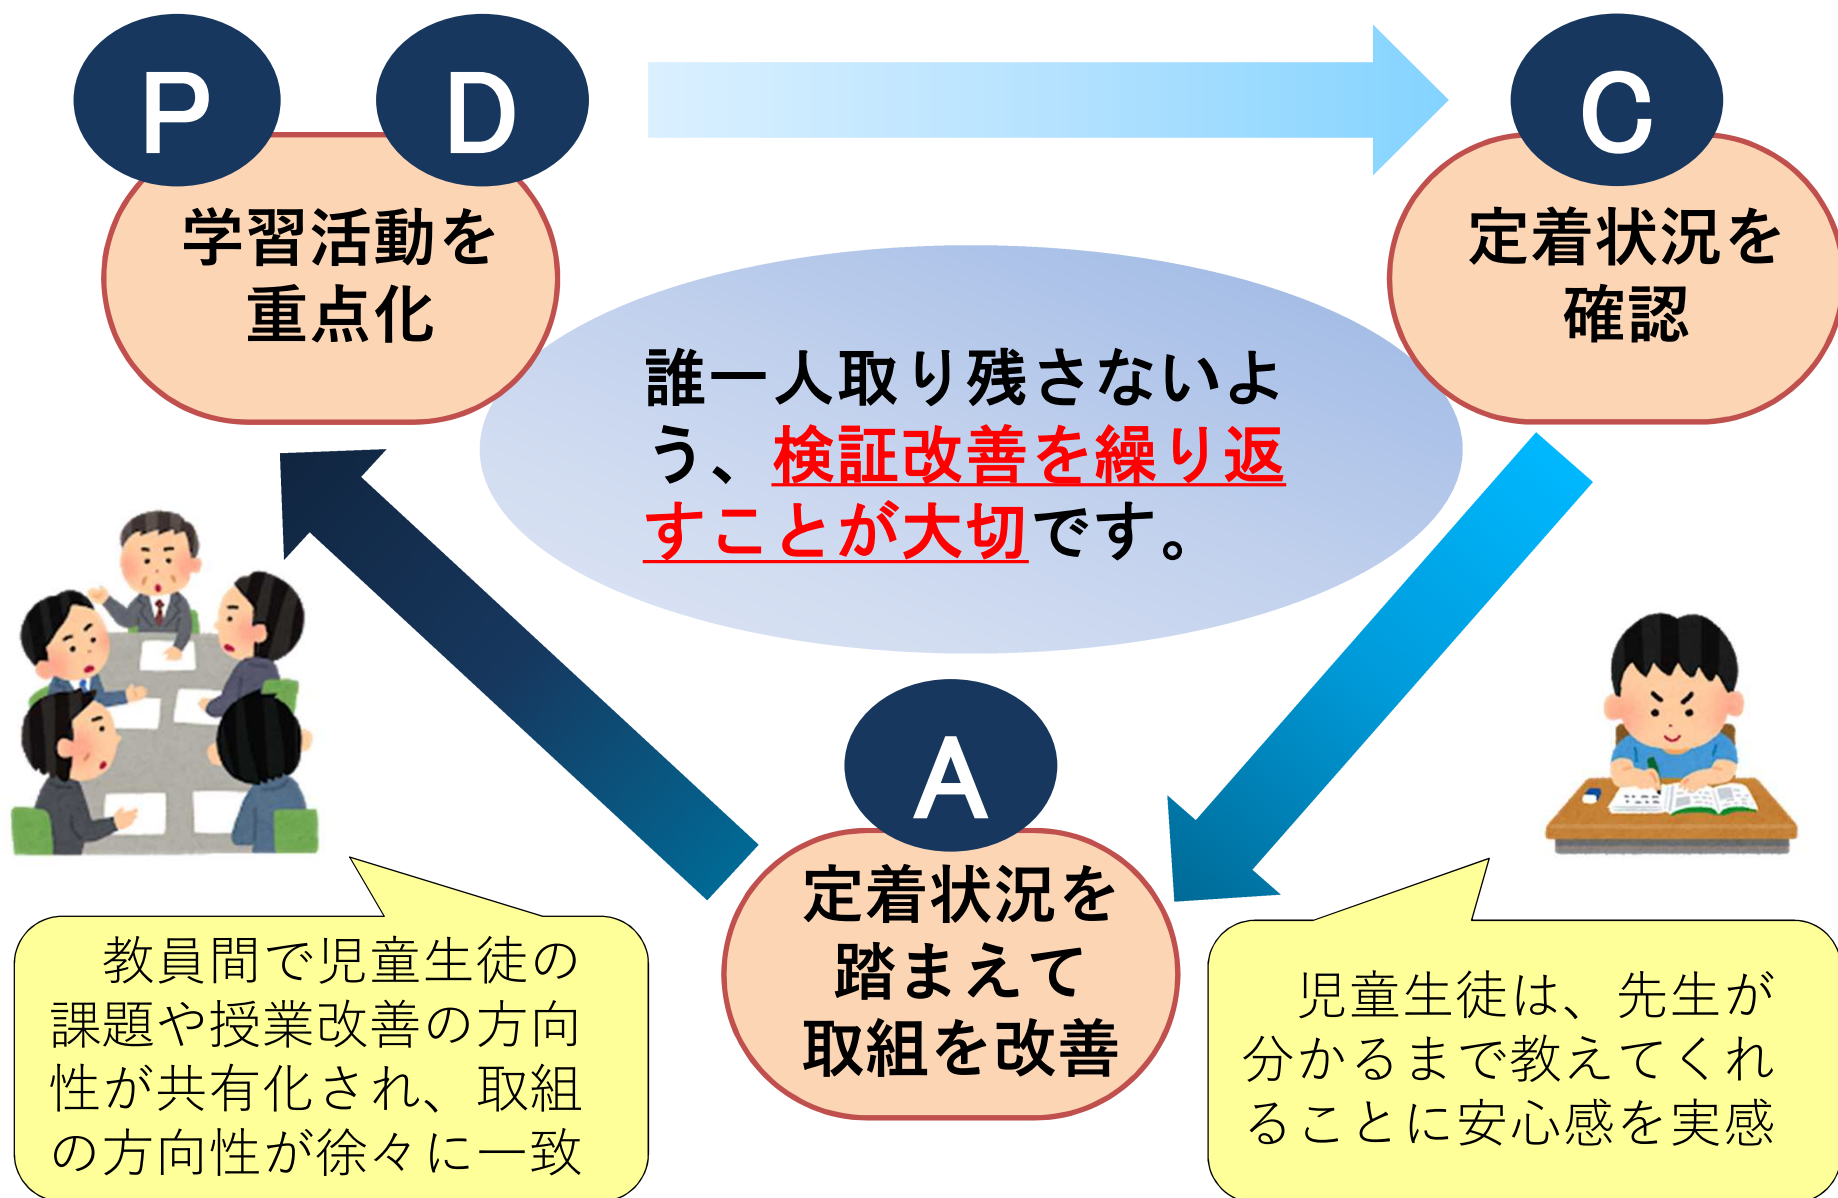 P
D
学習活動を
重点化
C
定着状況を
確認
誰一人取り残さないよ
う、検証改善を繰り返
すことが大切です。
A
定着状況を
踏まえて
取組を改善
教員間で児童生徒の
課題や授業改善の方向
性が共有化され、取組
の方向性が徐々に一致
児童生徒は、先生が
分かるまで教えてくれ
ることに安心感を実感